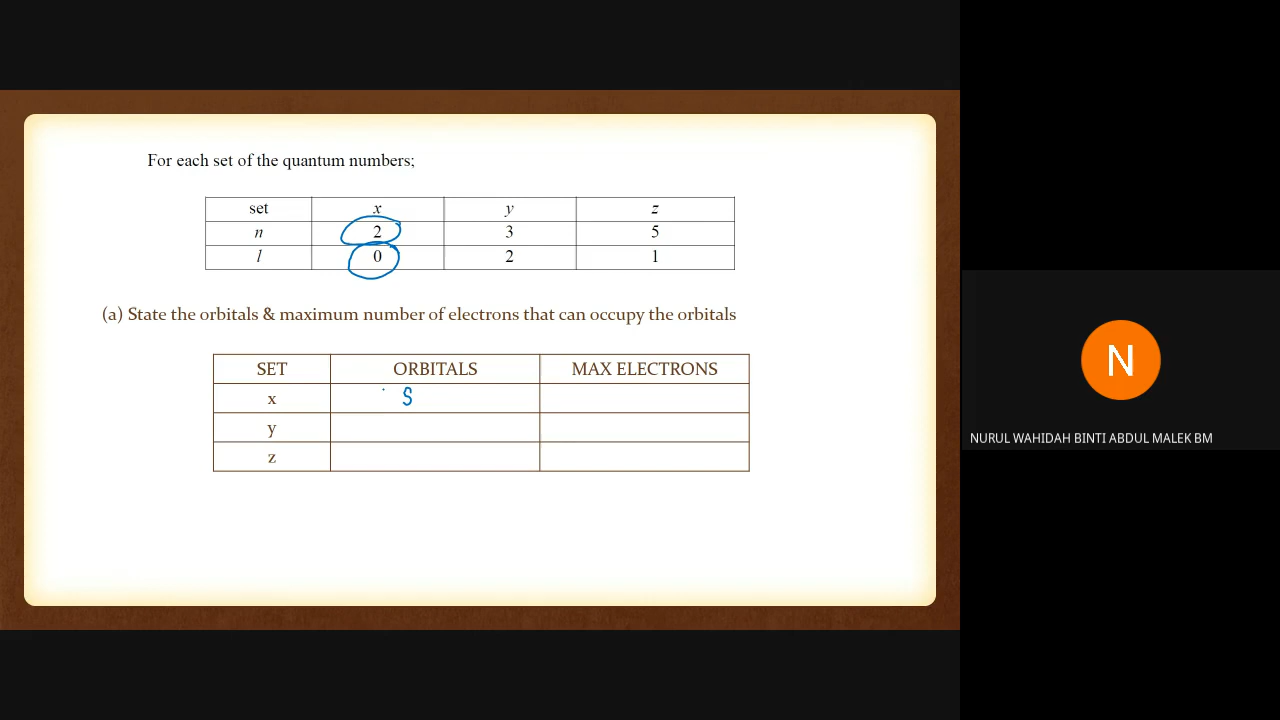 For each set of the quantum numbers;
set x y z
n 2 3 5
l 0 2 1
(a) State the orbitals & maximum number of electrons that can occupy the orbitals
SET ORBITALS MAX ELECTRONS
x s
y
z
N
NURUL WAHIDAH BINTI ABDUL MALEK BM